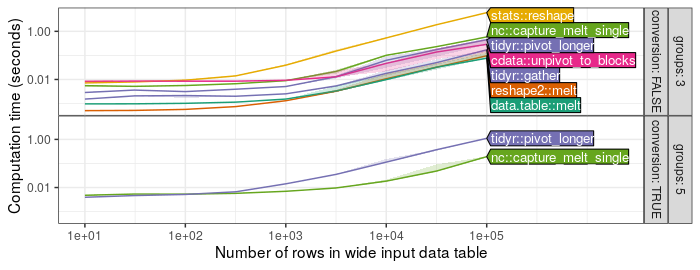 Computation time (seconds)
1.00
0.01
stats::reshape
nc::capture_melt_single
tidyr::pivot_longer
cdata::unpivot_to_blocks
tidyr::gather
reshape2::melt
data.table::melt
conversion: FALSE
groups: 3
1.00
0.01
tidyr::pivot_longer
nc::capture_melt_single
conversion: TRUE
groups: 5
1e+01
1e+02
1e+03
1e+04
1e+05
Number of rows in wide input data table